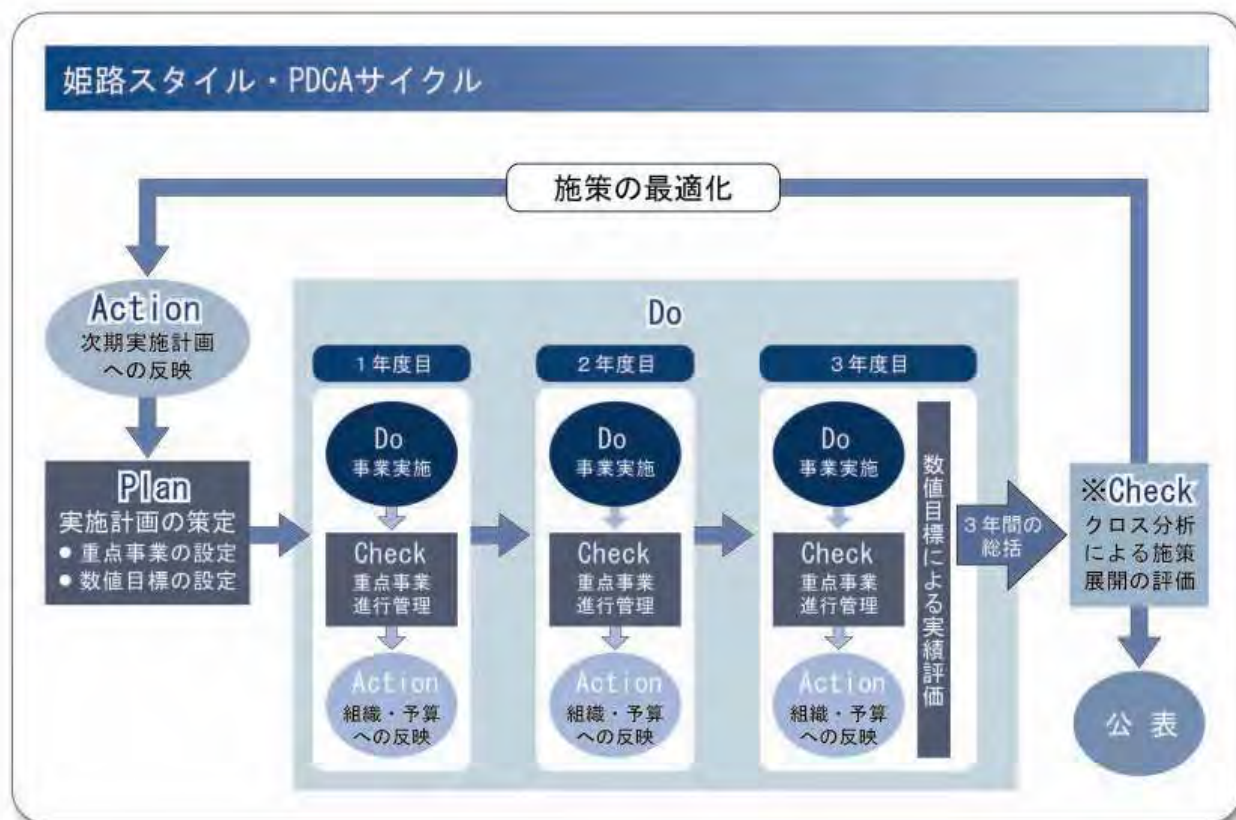 姫路スタイル・PDCAサイクル
施策の最適化
Action
次期実施計画
への反映
Plan
実施計画の策定
● 重点事業の設定
● 数値目標の設定
Do
1年度目
Do
事業実施
Check
重点事業
進行管理
Action
組織・予算
への反映
2年度目
Do
事業実施
Check
重点事業
進行管理
Action
組織・予算
への反映
3年度目
Do
事業実施
Check
重点事業
進行管理
Action
組織・予算
への反映
数値目標による実績評価
3年間の
総括
※Check
クロス分析
による施策
展開の評価
公表